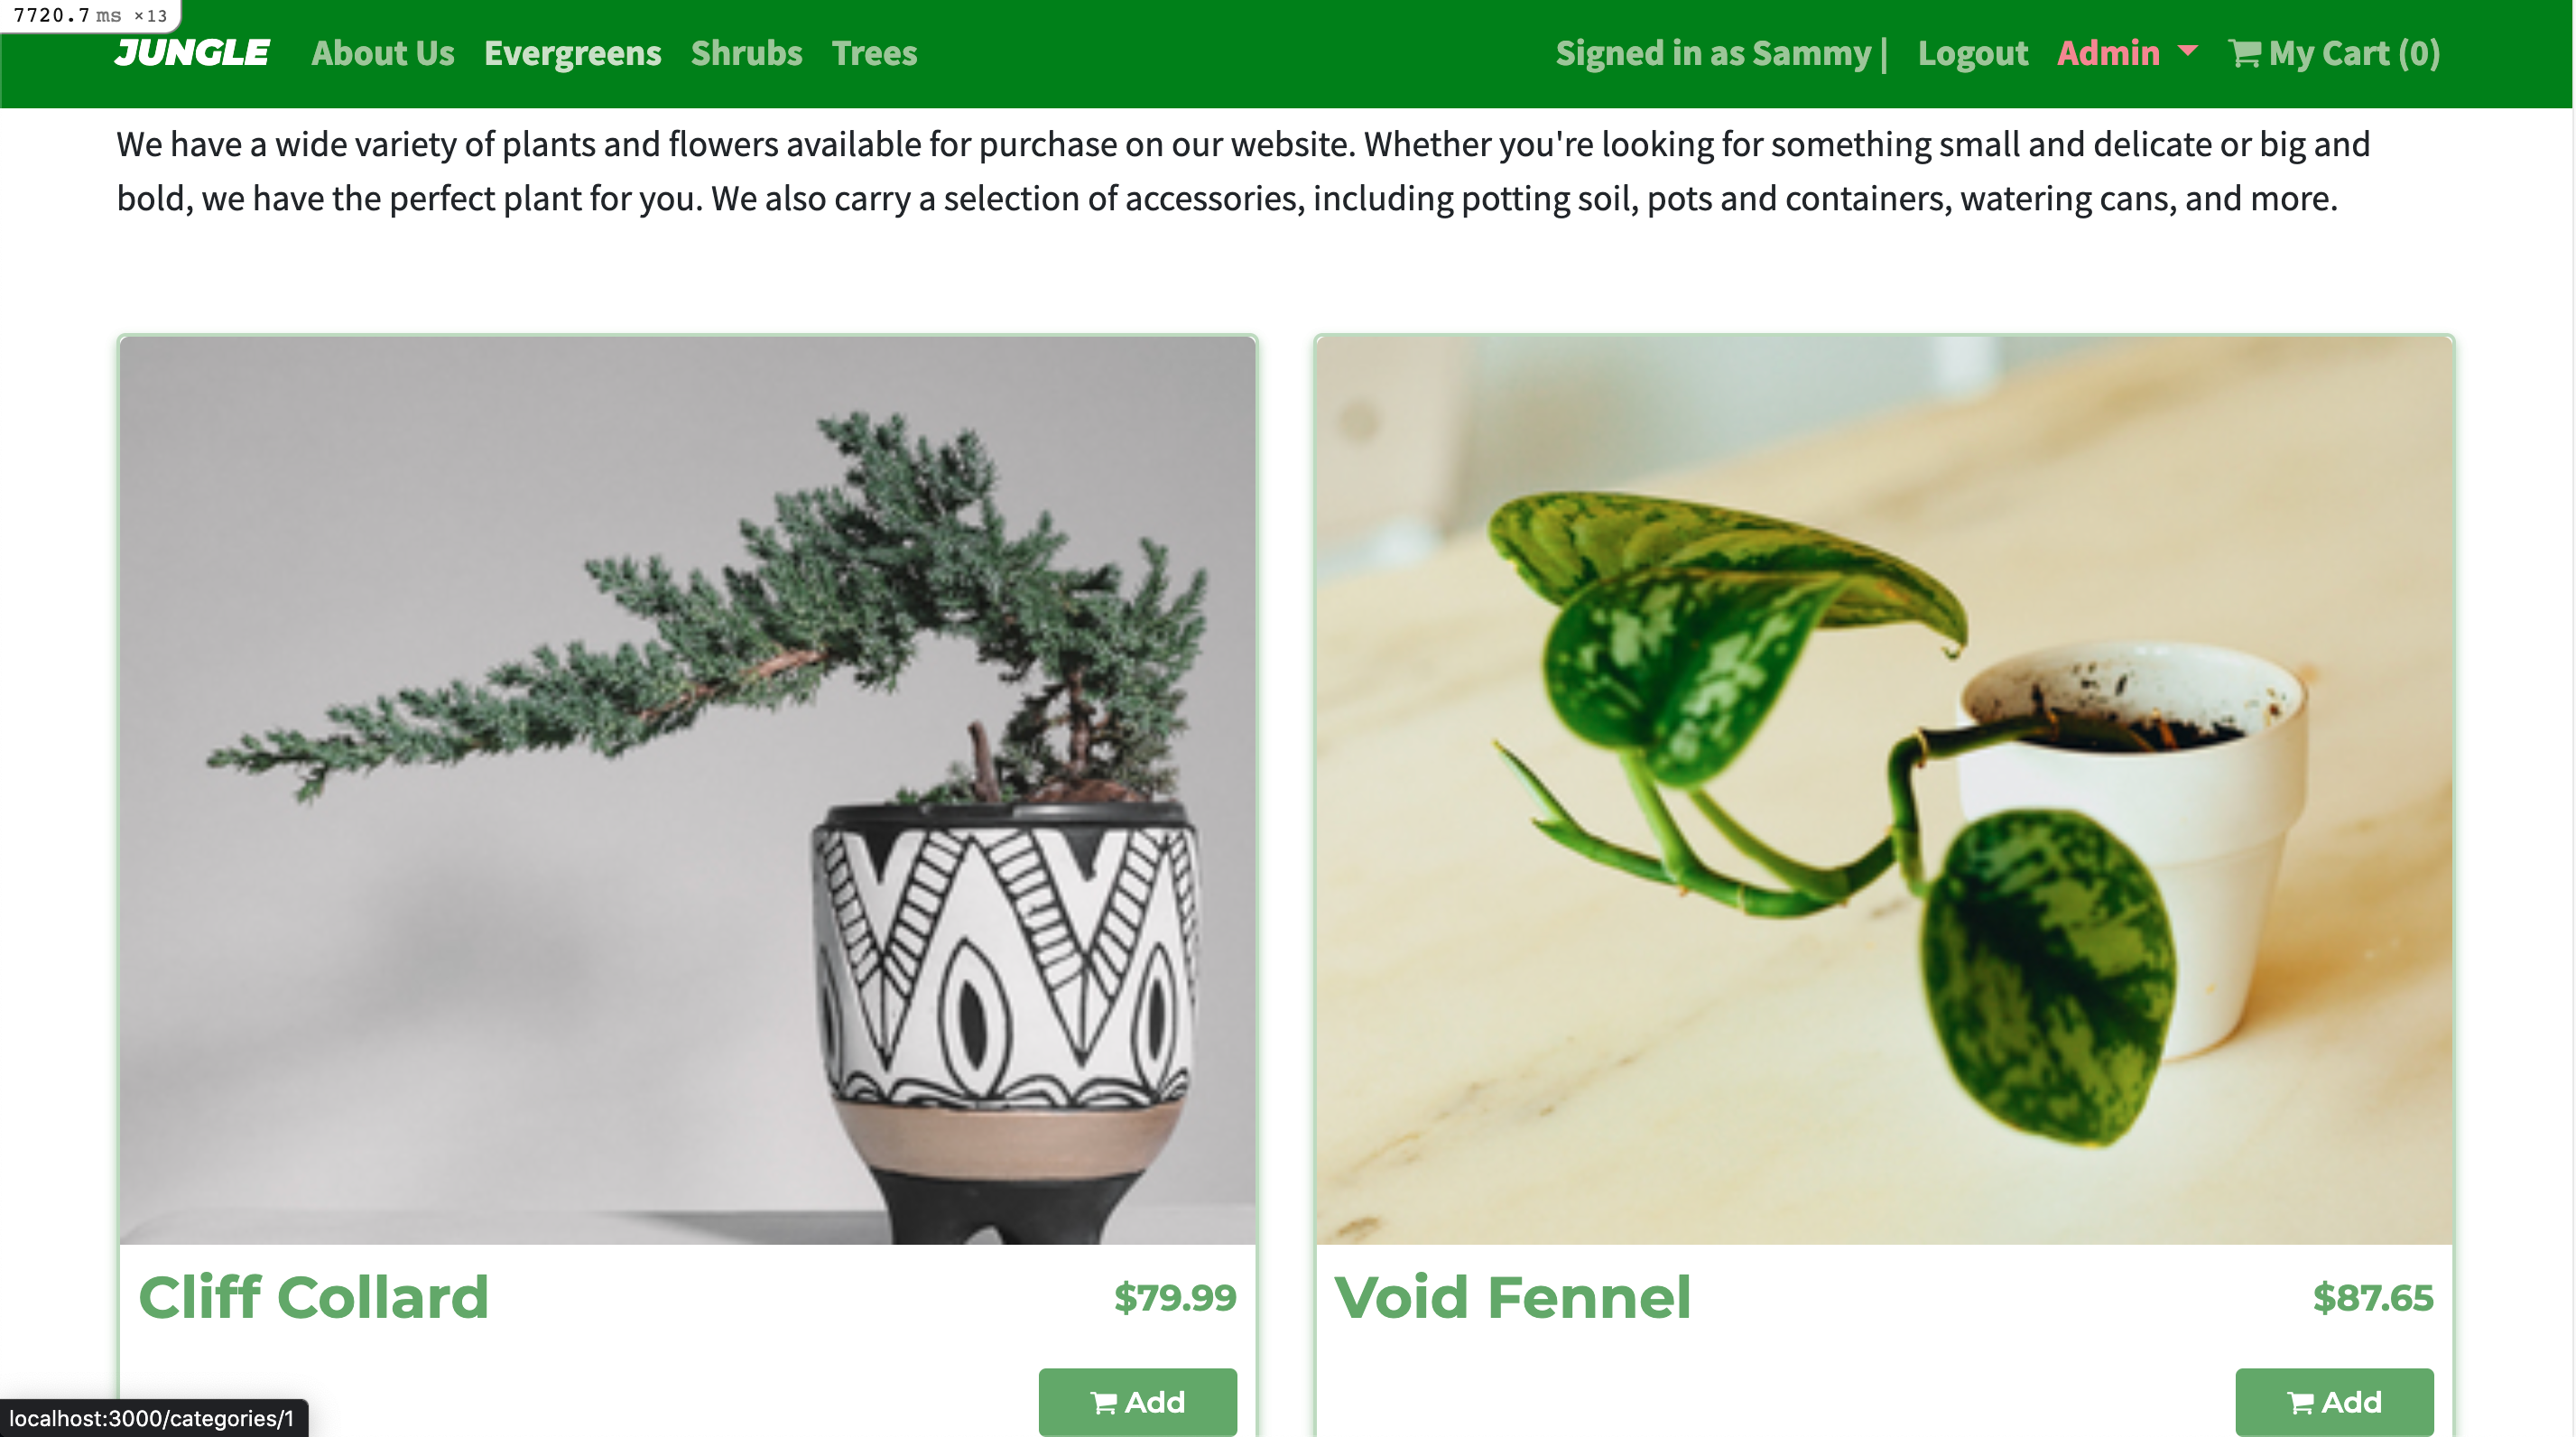 7720.7 ms ×13
JUNGLE About Us Evergreens Shrubs Trees Signed in as Sammy | Logout Admin My Cart (0)
We have a wide variety of plants and flowers available for purchase on our website. Whether you're looking for something small and delicate or big and
bold, we have the perfect plant for you. We also carry a selection of accessories, including potting soil, pots and containers, watering cans, and more.
Cliff Collard $79.99
Add
Void Fennel $87.65
Add
localhost:3000/categories/1